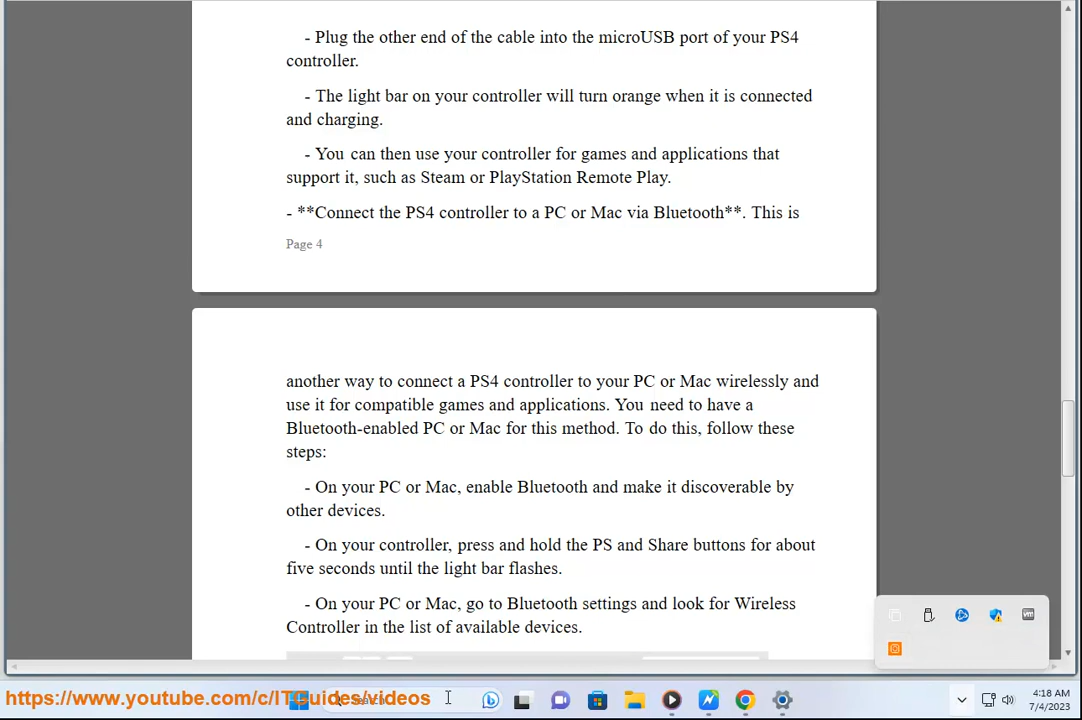 - Plug the other end of the cable into the microUSB port of your PS4
controller.
- The light bar on your controller will turn orange when it is connected
and charging.
- You can then use your controller for games and applications that
support it, such as Steam or PlayStation Remote Play.
- **Connect the PS4 controller to a PC or Mac via Bluetooth**. This is
Page 4
another way to connect a PS4 controller to your PC or Mac wirelessly and
use it for compatible games and applications. You need to have a
Bluetooth-enabled PC or Mac for this method. To do this, follow these
steps:
- On your PC or Mac, enable Bluetooth and make it discoverable by
other devices.
- On your controller, press and hold the PS and Share buttons for about
five seconds until the light bar flashes.
- On your PC or Mac, go to Bluetooth settings and look for Wireless
Controller in the list of available devices.
https://www.youtube.com/c/ITGuides/videos
4:18 AM
7/4/2023